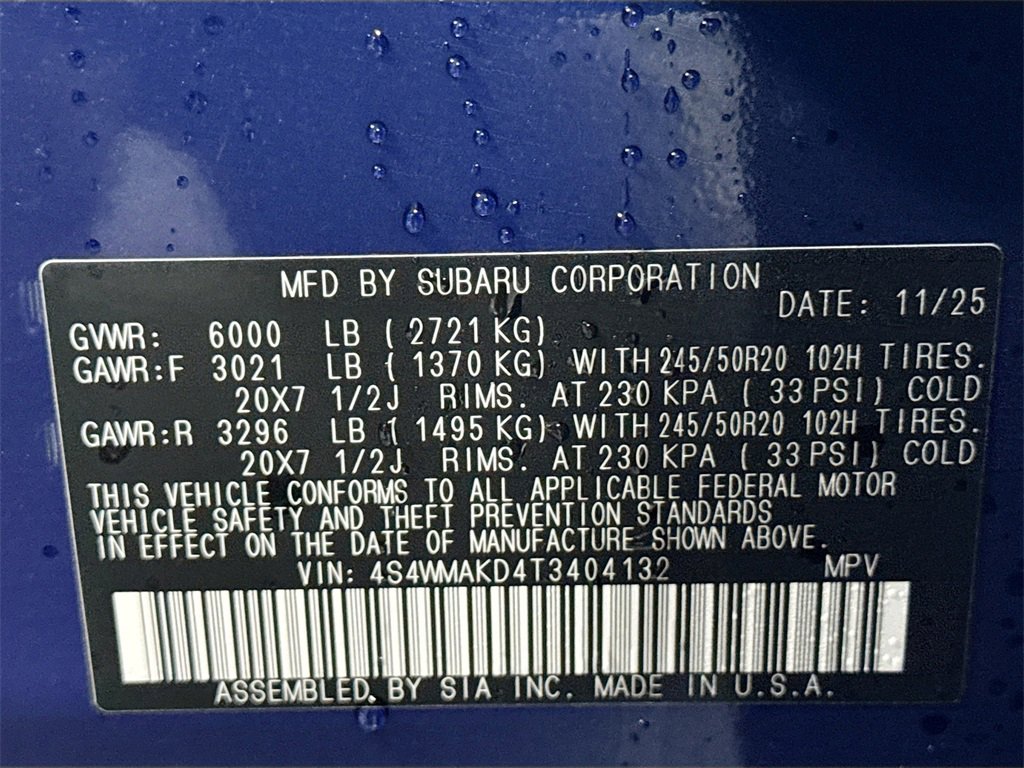 MFD BY SUBARU CORPORATION
DATE: 11/25
GVWR: 6000 LB ( 2721 KG)
GAWR:F 3021 LB ( 1370 KG) WITH 245/50R20 102H TIRES.
20X7 1/2J RIMS. AT 230 KPA ( 33 PSI) COLD
GAWR:R 3296 LB ( 1495 KG) WITH 245/50R20 102H TIRES.
20X7 1/2J RIMS. AT 230 KPA ( 33 PSI) COLD
THIS VEHICLE CONFORMS TO ALL APPLICABLE FEDERAL MOTOR
VEHICLE SAFETY AND THEFT PREVENTION STANDARDS
IN EFFECT ON THE DATE OF MANUFACTURE SHOWN ABOVE.
VIN: 4S4WMAKD4T3404132 MPV
ASSEMBLED BY SIA INC. MADE IN U.S.A.